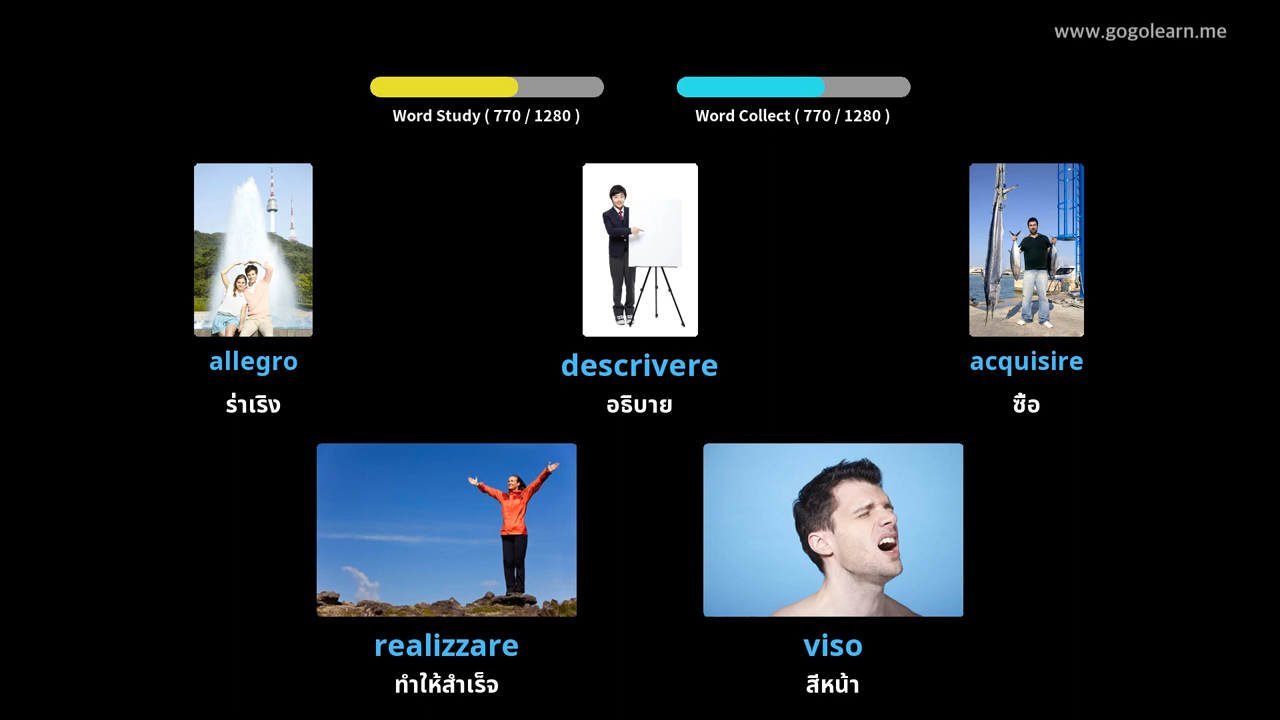 www.gogolearn.me
Word Study ( 770 / 1280 )
Word Collect ( 770 / 1280 )
allegro
ร่าเริง
descrivere
อธิบาย
acquisire
ซื้อ
realizzare
ทำให้สำเร็จ
viso
สีหน้า